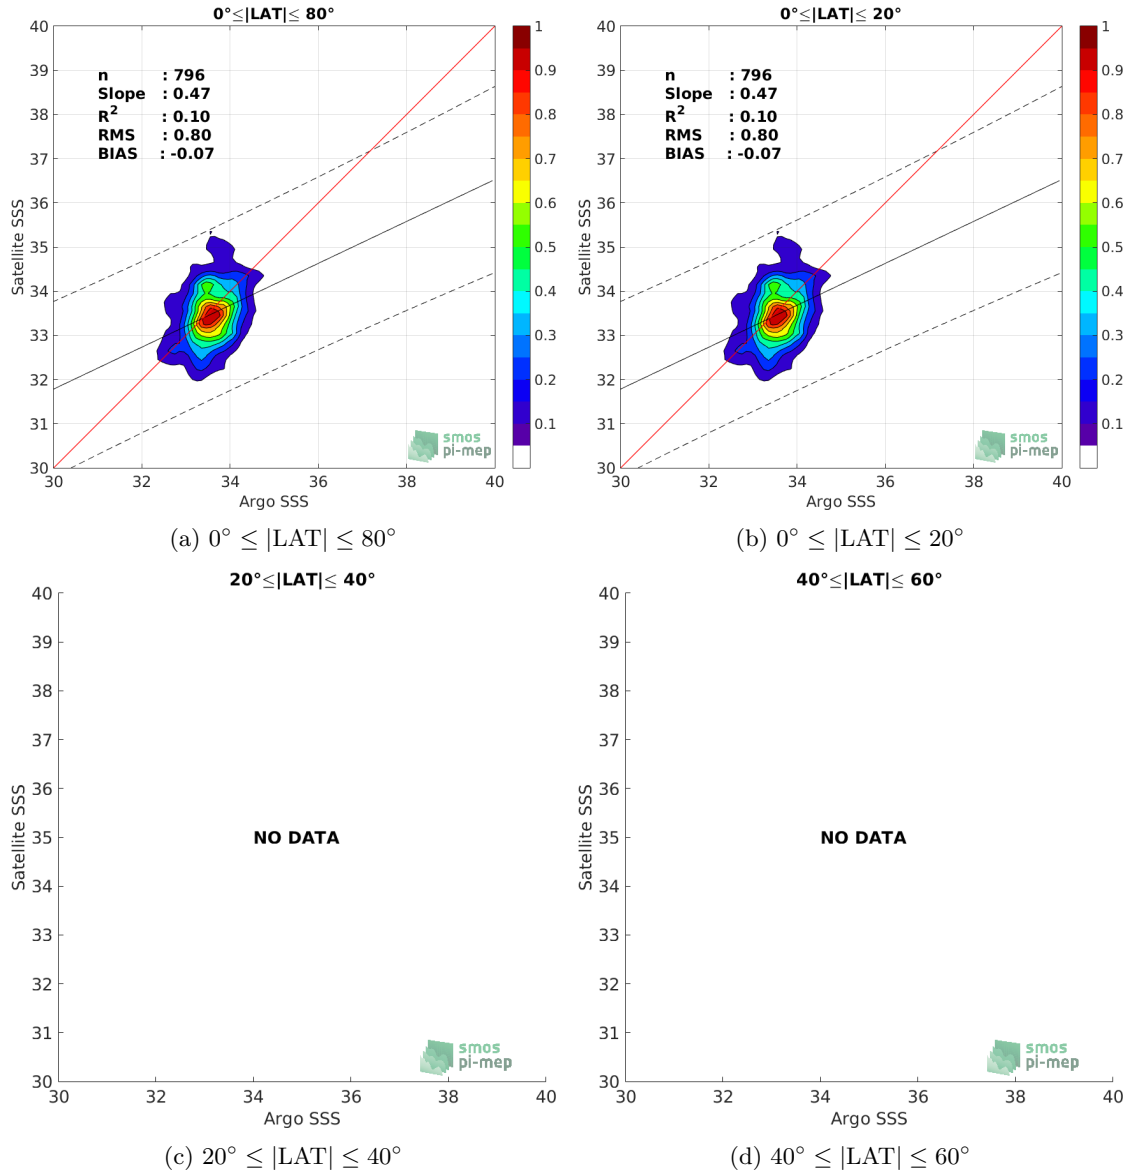 0°≤|LAT|≤ 80°
40
39
38
37
36
35
34
33
32
31
30
Satellite SSS
n : 796
Slope : 0.47
R² : 0.10
RMS : 0.80
BIAS : -0.07
smos
pi-mep
30 32 34 36 38 40
Argo SSS
1
0.9
0.8
0.7
0.6
0.5
0.4
0.3
0.2
0.1
(a) 0° ≤ |LAT| ≤ 80°
0°≤|LAT|≤ 20°
40
39
38
37
36
35
34
33
32
31
30
Satellite SSS
n : 796
Slope : 0.47
R² : 0.10
RMS : 0.80
BIAS : -0.07
smos
pi-mep
30 32 34 36 38 40
Argo SSS
1
0.9
0.8
0.7
0.6
0.5
0.4
0.3
0.2
0.1
(b) 0° ≤ |LAT| ≤ 20°
20°≤|LAT|≤ 40°
40
39
38
37
36
35
34
33
32
31
30
Satellite SSS
NO DATA
smos
pi-mep
30 32 34 36 38 40
Argo SSS
(c) 20° ≤ |LAT| ≤ 40°
40°≤|LAT|≤ 60°
40
39
38
37
36
35
34
33
32
31
30
Satellite SSS
NO DATA
smos
pi-mep
30 32 34 36 38 40
Argo SSS
(d) 40° ≤ |LAT| ≤ 60°